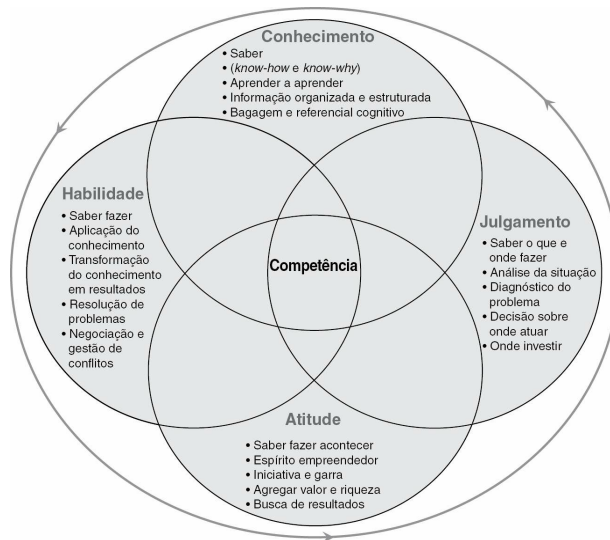 Conhecimento
• Saber
• (know-how e know-why)
• Aprender a aprender
• Informação organizada e estruturada
• Bagagem e referencial cognitivo
Habilidade
• Saber fazer
• Aplicação do
conhecimento
• Transformação
do conhecimento
em resultados
• Resolução de
problemas
• Negociação e
gestão de
conflitos
Competência
Julgamento
• Saber o que e
onde fazer
• Análise da situação
• Diagnóstico do
problema
• Decisão sobre
onde atuar
• Onde investir
Atitude
• Saber fazer acontecer
• Espírito empreendedor
• Iniciativa e garra
• Agregar valor e riqueza
• Busca de resultados